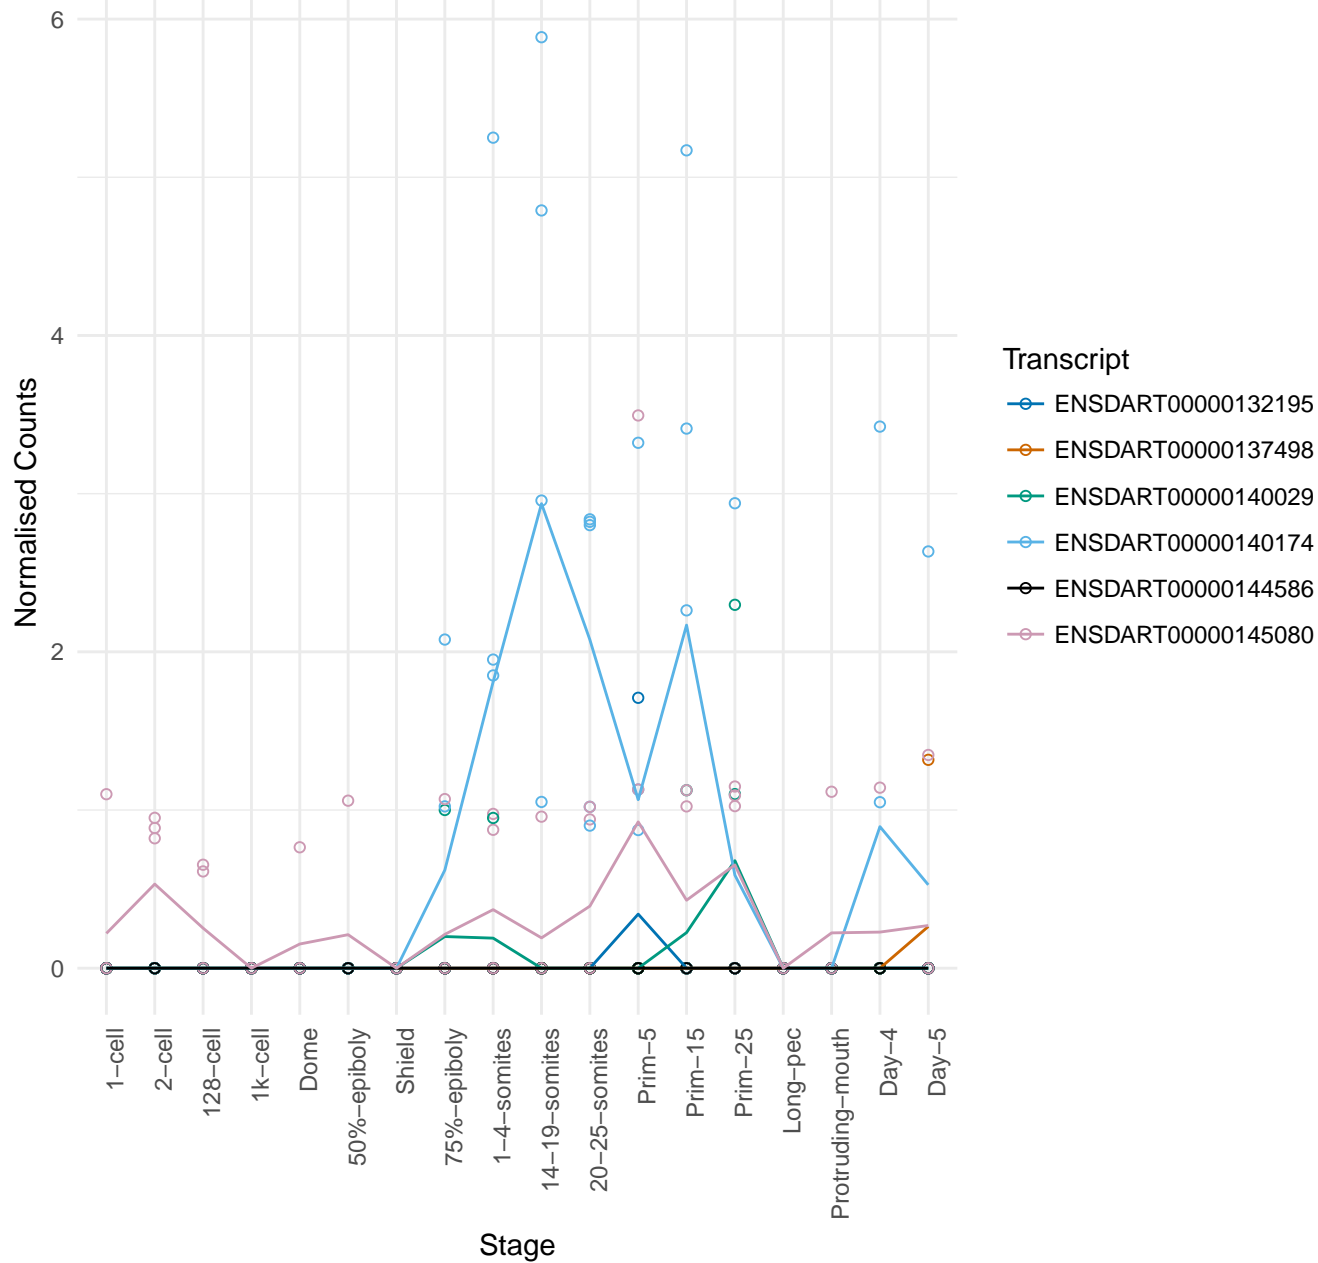 6
4
2
0
Normalised Counts
1−cell
2−cell
128−cell
1k−cell
Dome
50%−epiboly
Shield
75%−epiboly
1−4−somites
14−19−somites
20−25−somites
Prim−5
Prim−15
Prim−25
Long−pec
Protruding−mouth
Day−4
Day−5
Stage
Transcript
ENSDART00000132195
ENSDART00000137498
ENSDART00000140029
ENSDART00000140174
ENSDART00000144586
ENSDART00000145080